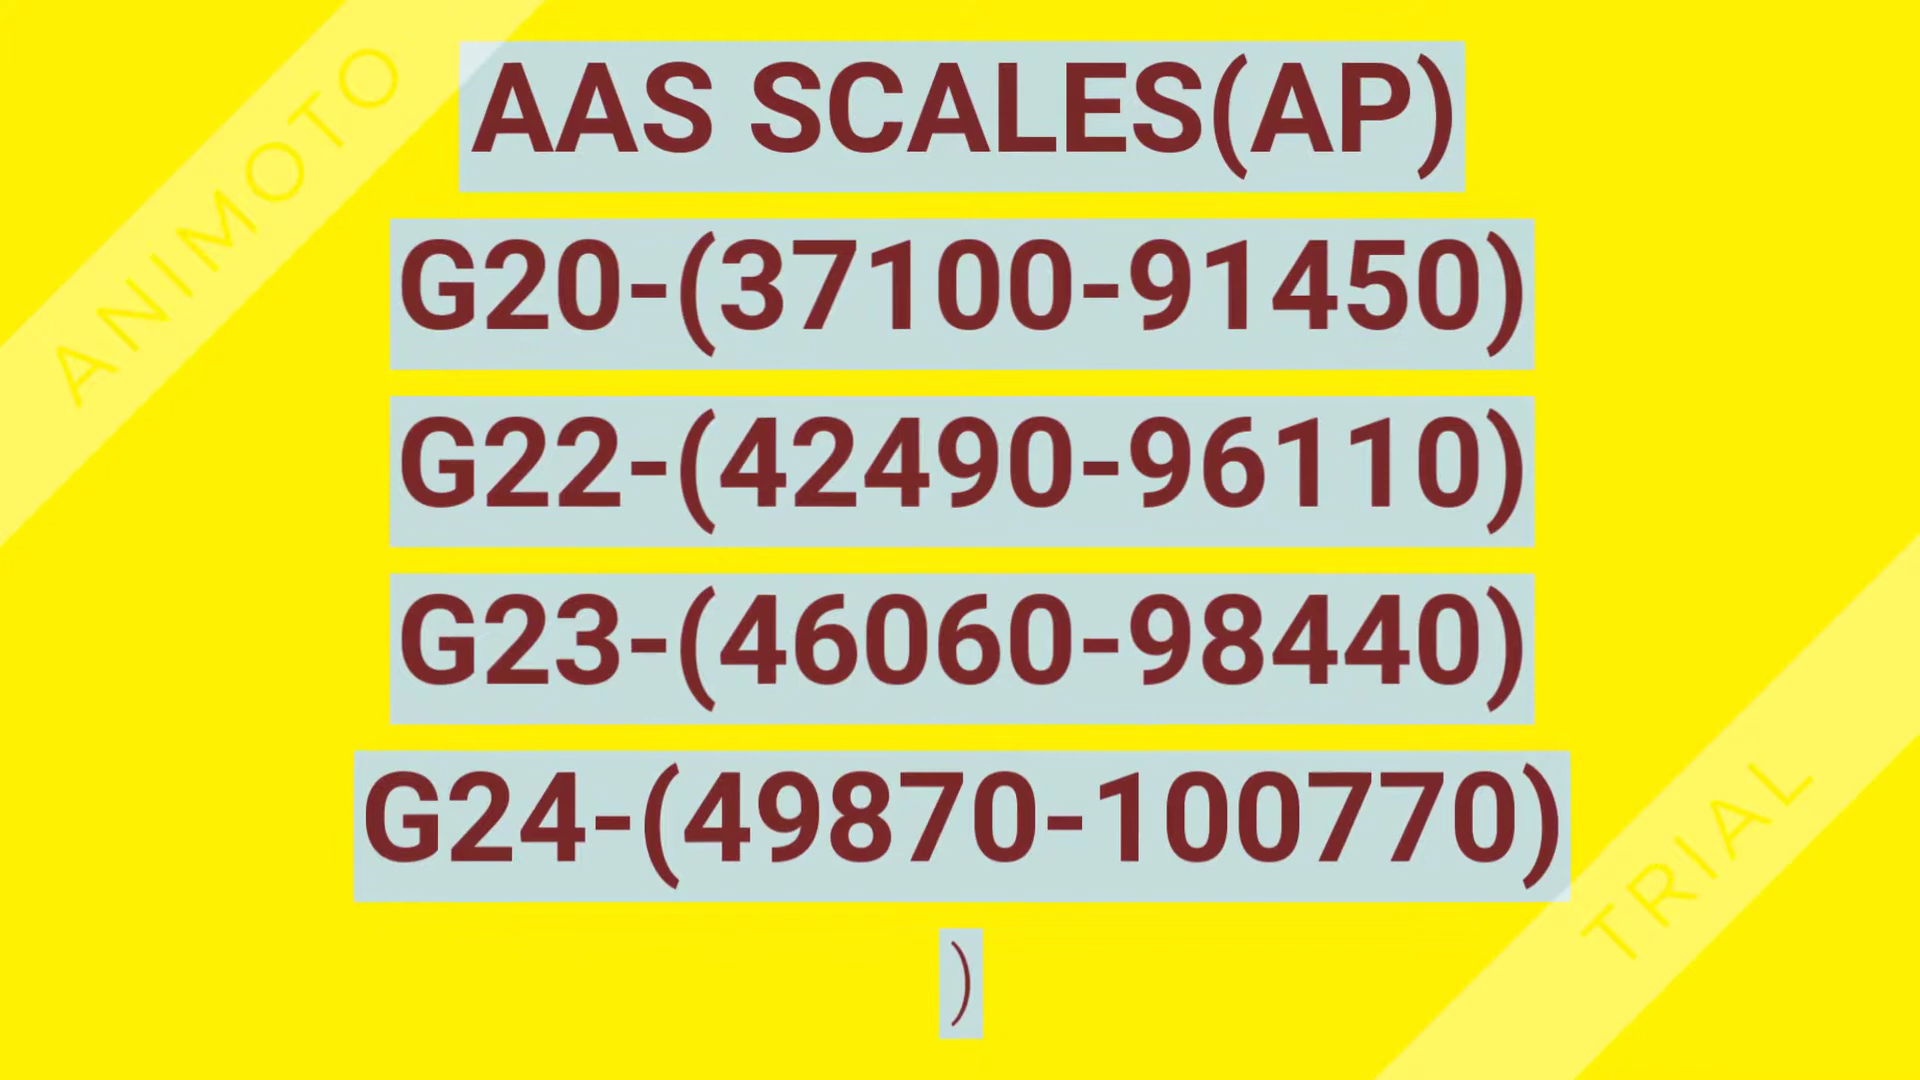 AAS SCALES(AP)
G20-(37100-91450)
G22-(42490-96110)
G23-(46060-98440)
G24-(49870-100770)
)
ANIMOTO
TRIAL